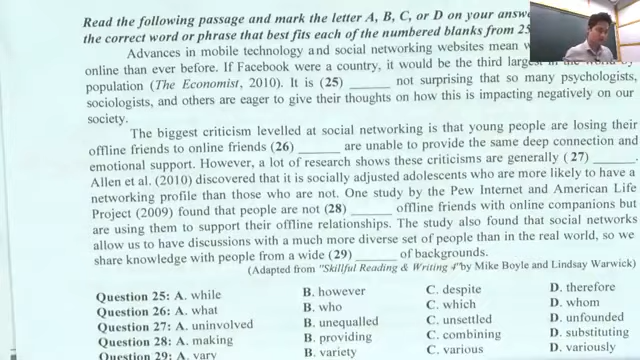 Read the following passage and mark the letter A, B, C, or D on your answ
the correct word or phrase that best fits each of the numbered blanks from 25
Advances in mobile technology and social networking websites mean
online than ever before. If Facebook were a country, it would be the third largest in the world by
population (The Economist, 2010). It is (25) ______ not surprising that so many psychologists,
sociologists, and others are eager to give their thoughts on how this is impacting negatively on our
society.
The biggest criticism levelled at social networking is that young people are losing their
offline friends to online friends (26) ______ are unable to provide the same deep connection and
emotional support. However, a lot of research shows these criticisms are generally (27) ______.
Allen et al. (2010) discovered that it is socially adjusted adolescents who are more likely to have a
networking profile than those who are not. One study by the Pew Internet and American Life
Project (2009) found that people are not (28) ______ offline friends with online companions but
are using them to support their offline relationships. The study also found that social networks
allow us to have discussions with a much more diverse set of people than in the real world, so we
share knowledge with people from a wide (29) ______ of backgrounds.
(Adapted from "Skillful Reading & Writing 4" by Mike Boyle and Lindsay Warwick)
Question 25: A. while B. however C. despite D. therefore
Question 26: A. what B. who C. which D. whom
Question 27: A. uninvolved B. unequalled C. unsettled D. unfounded
Question 28: A. making B. providing C. combining D. substituting
Question 29: A. vary B. variety C. various D. variously